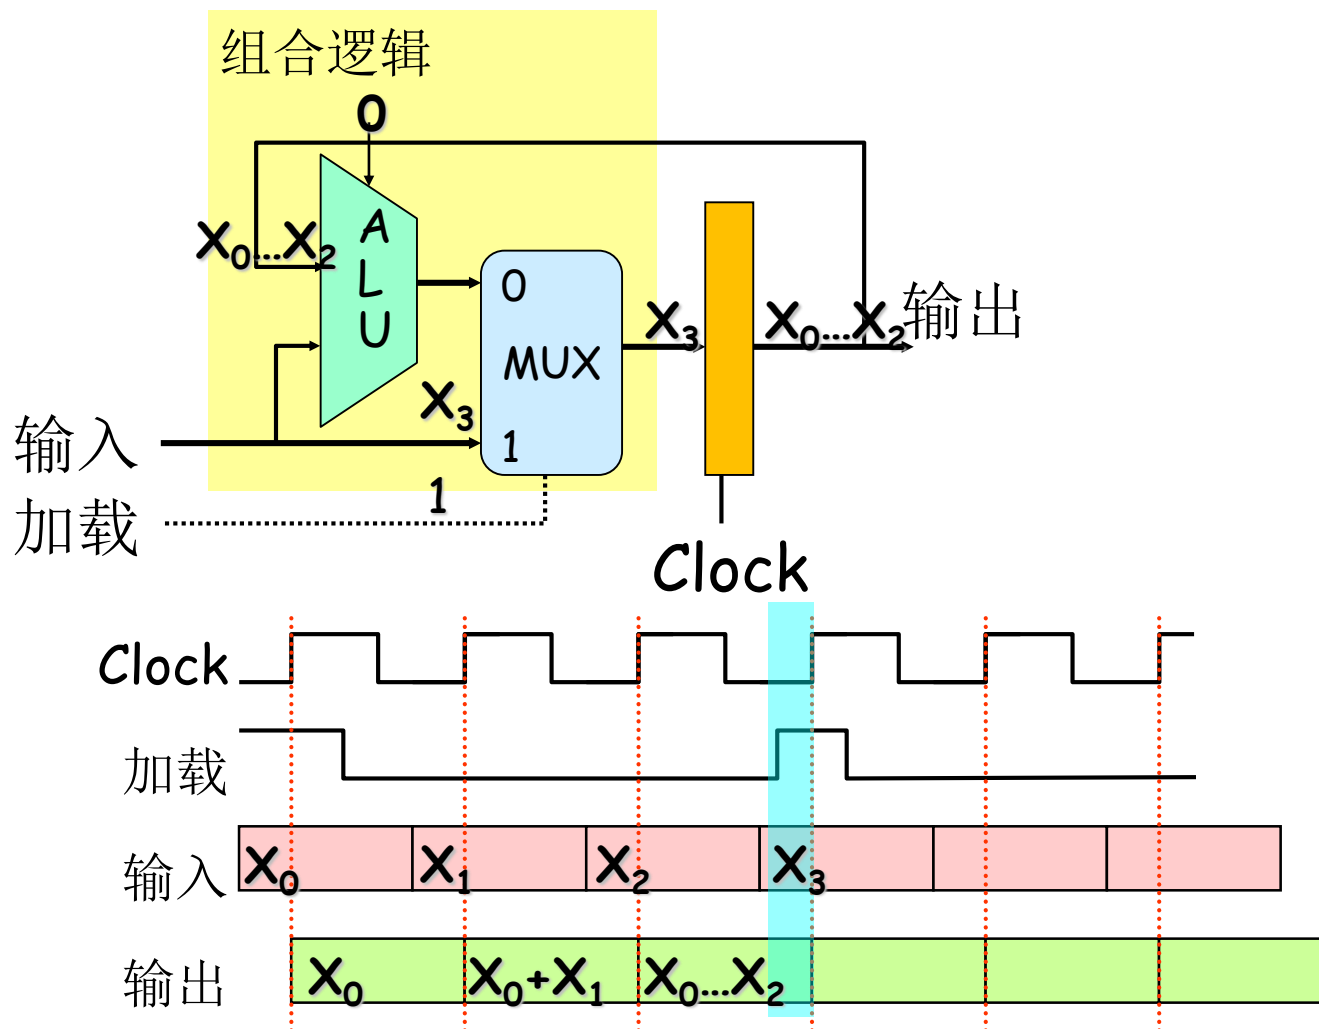 组合逻辑
0
A
L
U
X₀...X₂
0
MUX
1
X₃
X₃
X₀...X₂
输出
输入
1
加载
Clock
Clock
加载
输入 X₀ X₁ X₂ X₃
输出 X₀ X₀+X₁ X₀...X₂